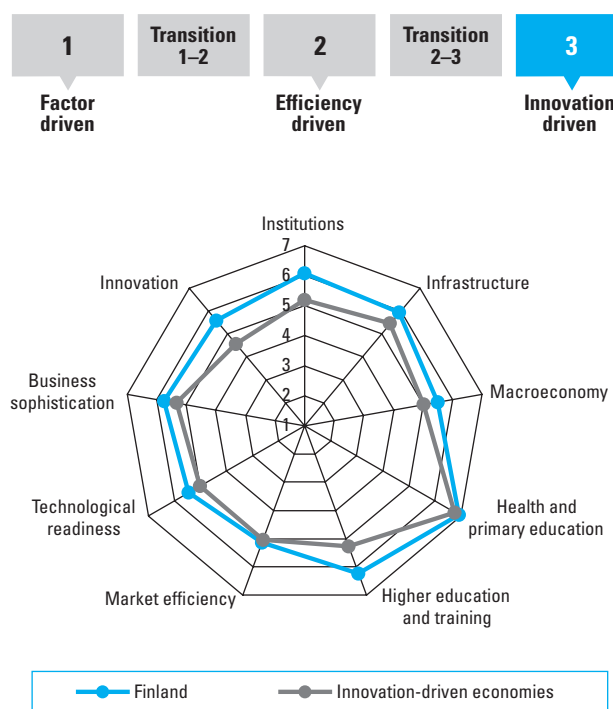 1
Transition
1–2
2
Transition
2–3
3
Factor
driven
Efficiency
driven
Innovation
driven
Institutions
7
6
5
4
3
2
1
Innovation
Infrastructure
Business
sophistication
Macroeconomy
Technological
readiness
Health and
primary education
Market efficiency
Higher education
and training
Finland
Innovation-driven economies